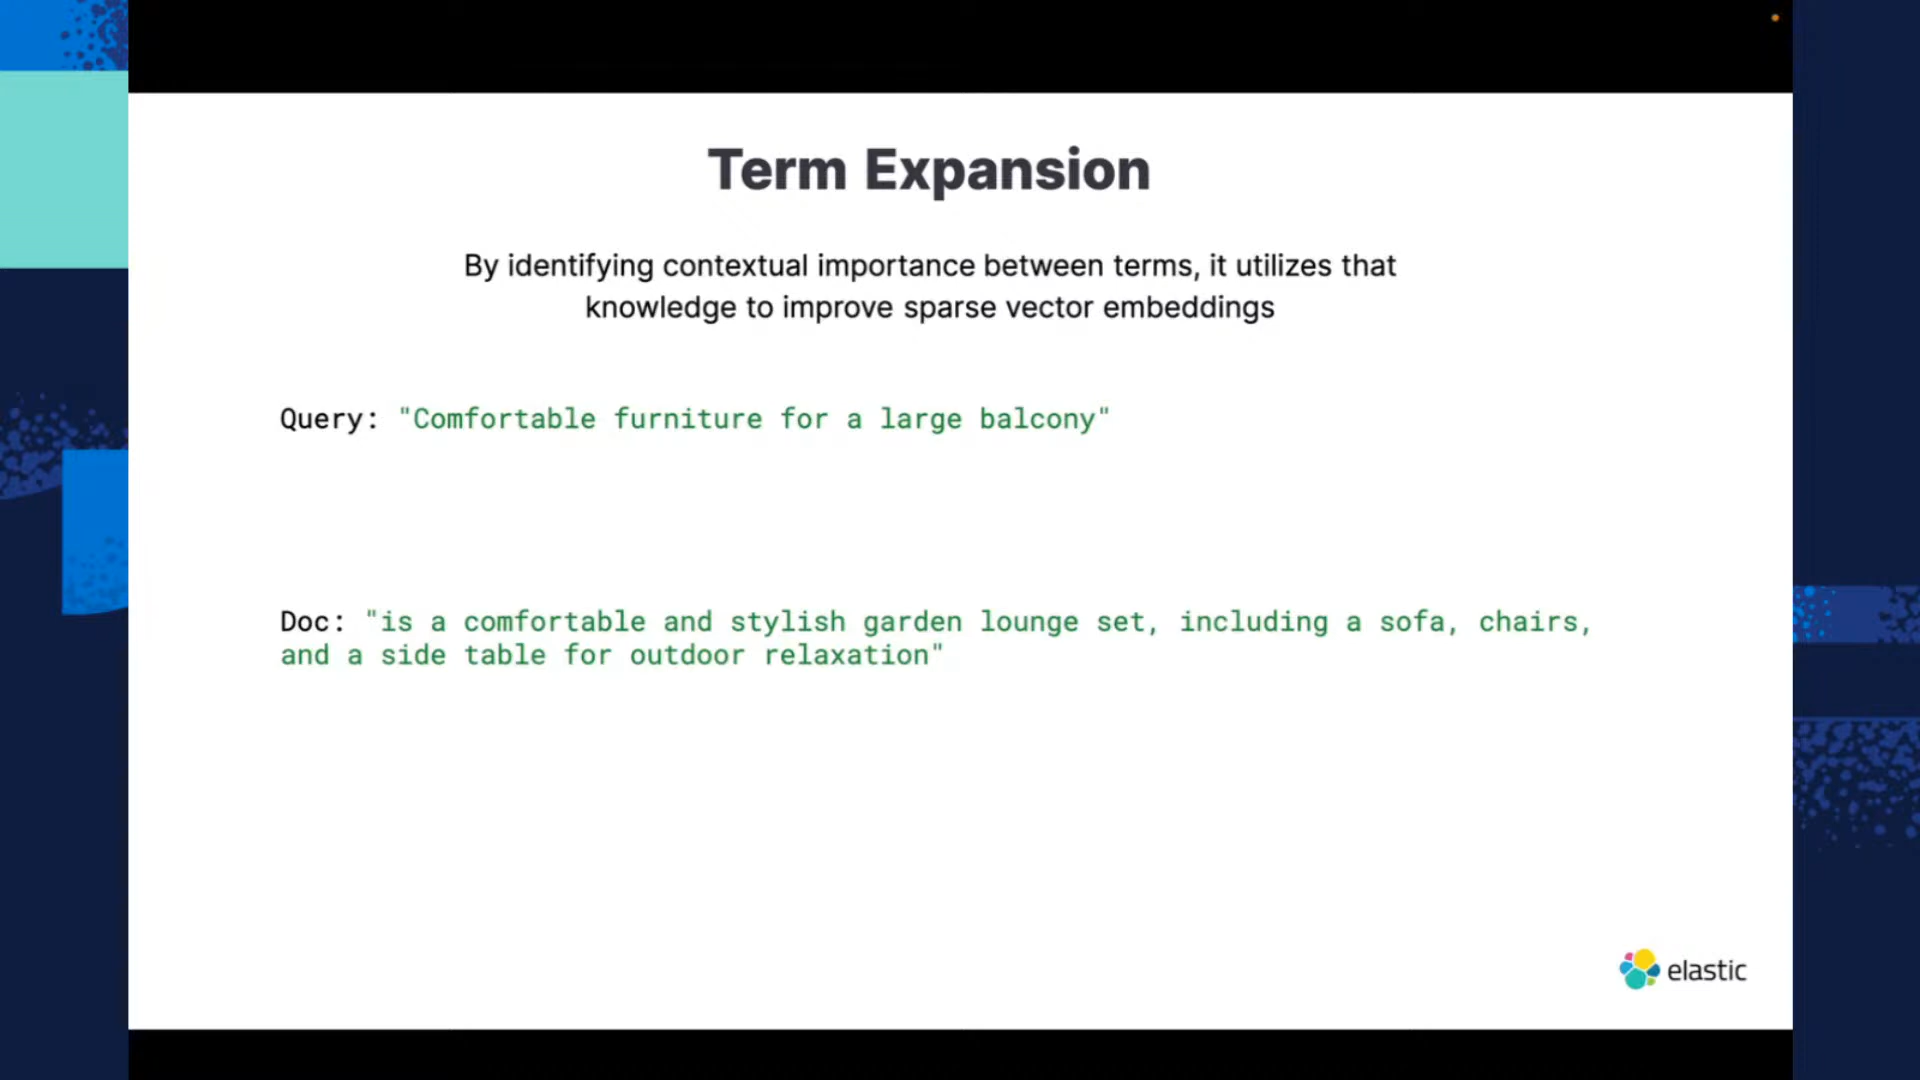 Term Expansion
By identifying contextual importance between terms, it utilizes that
knowledge to improve sparse vector embeddings
Query: "Comfortable furniture for a large balcony"
Doc: "is a comfortable and stylish garden lounge set, including a sofa, chairs,
and a side table for outdoor relaxation"
elastic